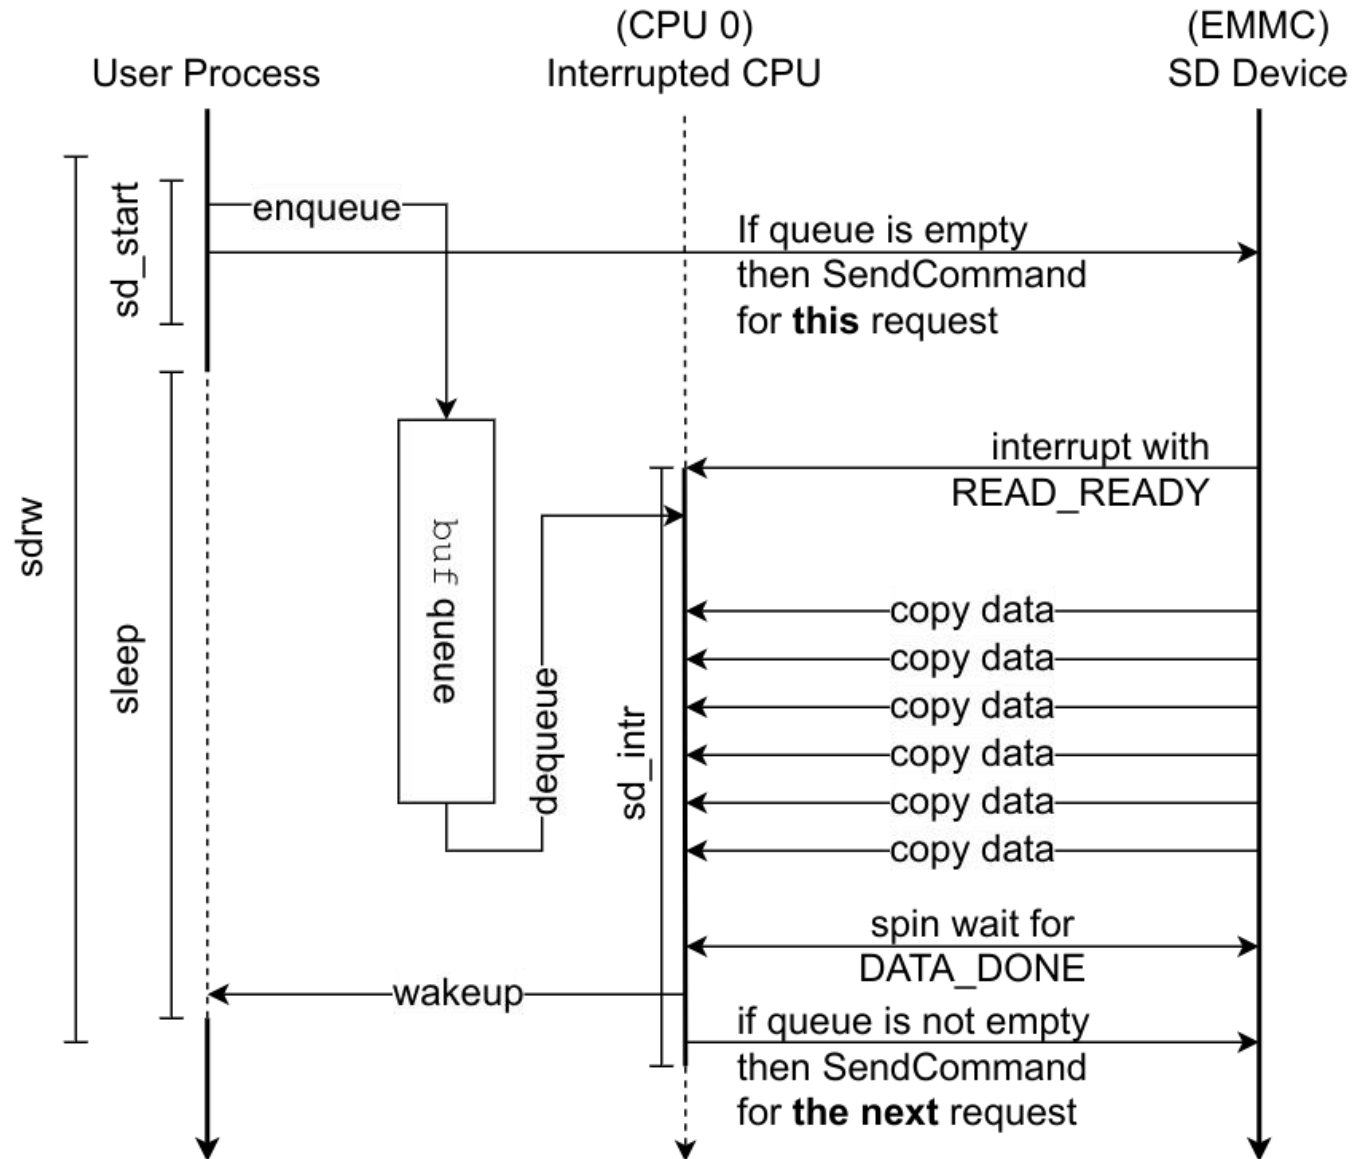 (CPU 0)
(EMMC)
User Process
Interrupted CPU
SD Device
sd_start
enqueue
If queue is empty
then SendCommand
for this request
interrupt with
READ_READY
sdrw
sleep
buf queue
dequeue
sd_intr
copy data
copy data
copy data
copy data
copy data
copy data
spin wait for
DATA_DONE
wakeup
if queue is not empty
then SendCommand
for the next request